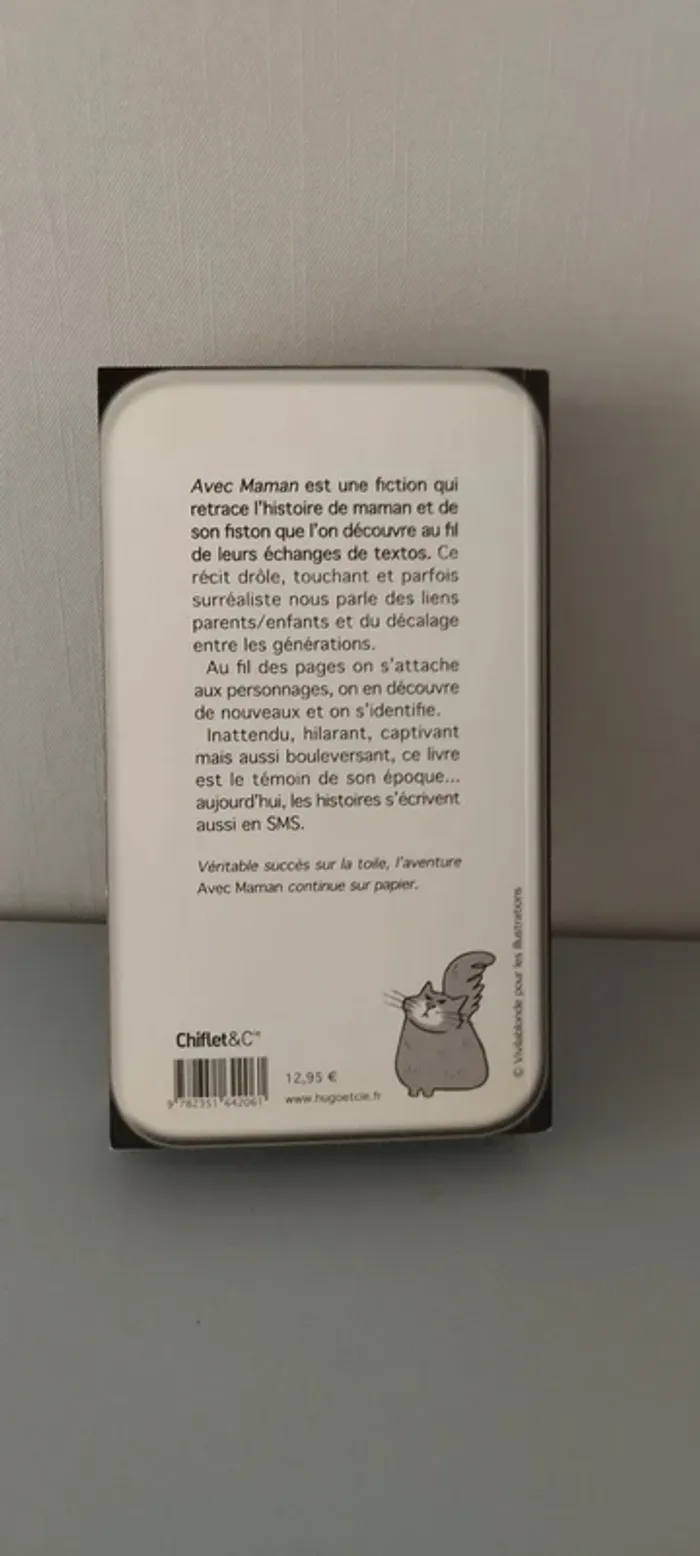 Avec Maman est une fiction qui
retrace l'histoire de maman et de
son fiston que l'on découvre au fil
de leurs échanges de textos. Ce
récit drôle, touchant et parfois
surréaliste nous parle des liens
parents/enfants et du décalage
entre les générations.
Au fil des pages on s'attache
aux personnages, on en découvre
de nouveaux et on s'identifie.
Inattendu, hilarant, captivant
mais aussi bouleversant, ce livre
est le témoin de son époque...
aujourd'hui, les histoires s'écrivent
aussi en SMS.
Véritable succès sur la toile, l'aventure
Avec Maman continue sur papier.
© Vivilablonde pour les illustrations
Chiflet&Cie
12,95 €
www.hugoetcie.fr
9 782351 642061